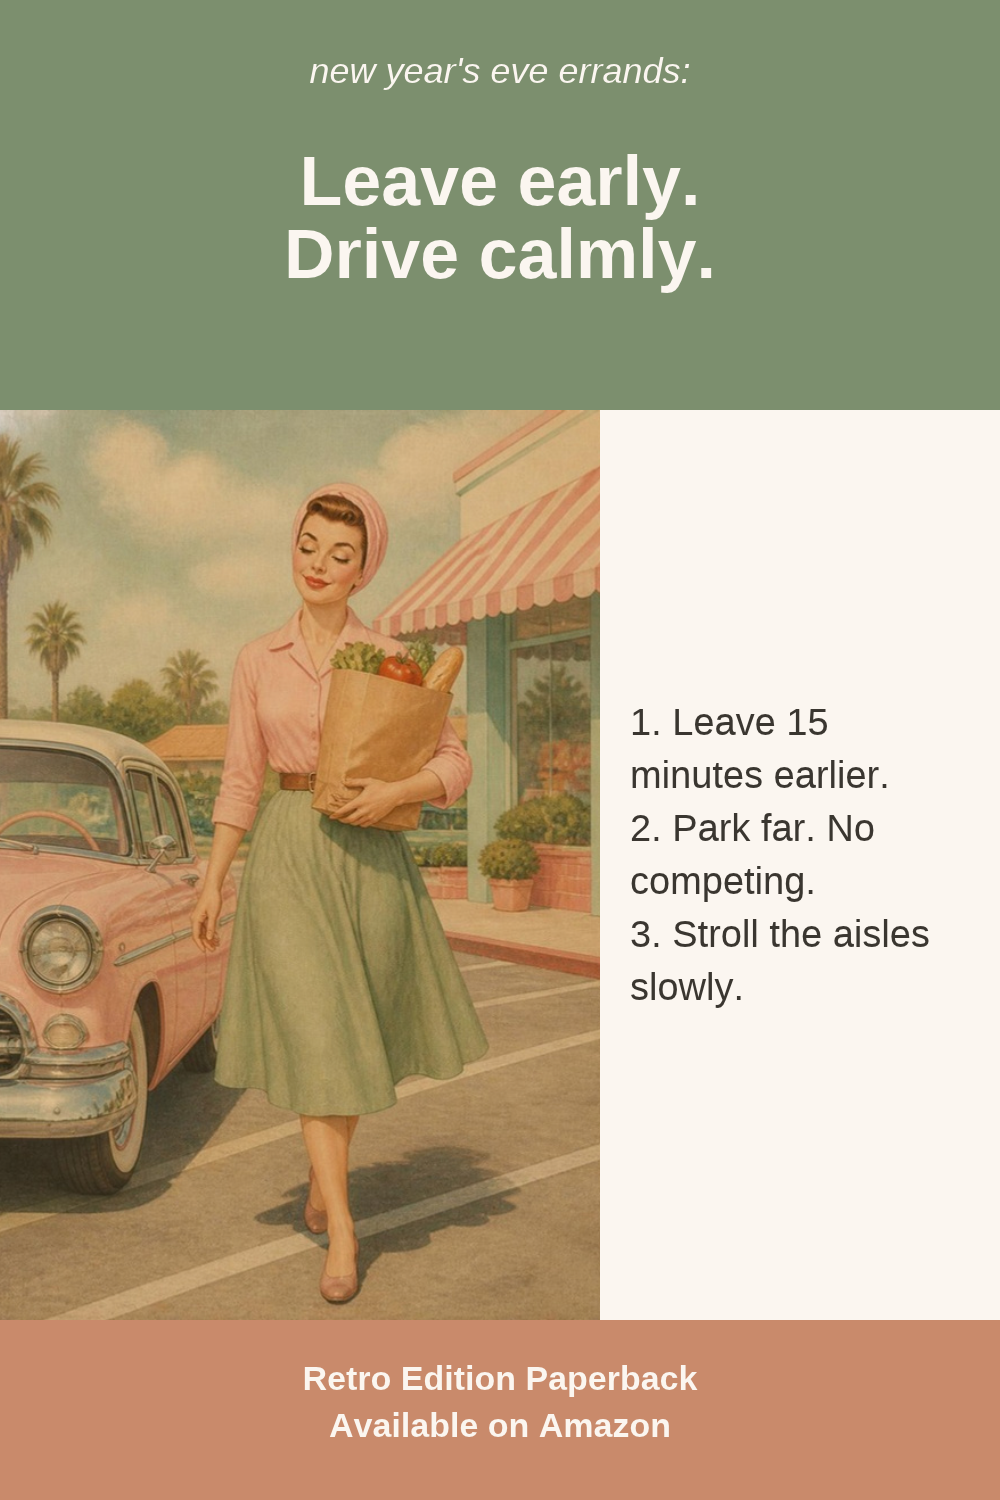 new year's eve errands:
Leave early.
Drive calmly.
1. Leave 15
minutes earlier.
2. Park far. No
competing.
3. Stroll the aisles
slowly.
Retro Edition Paperback
Available on Amazon